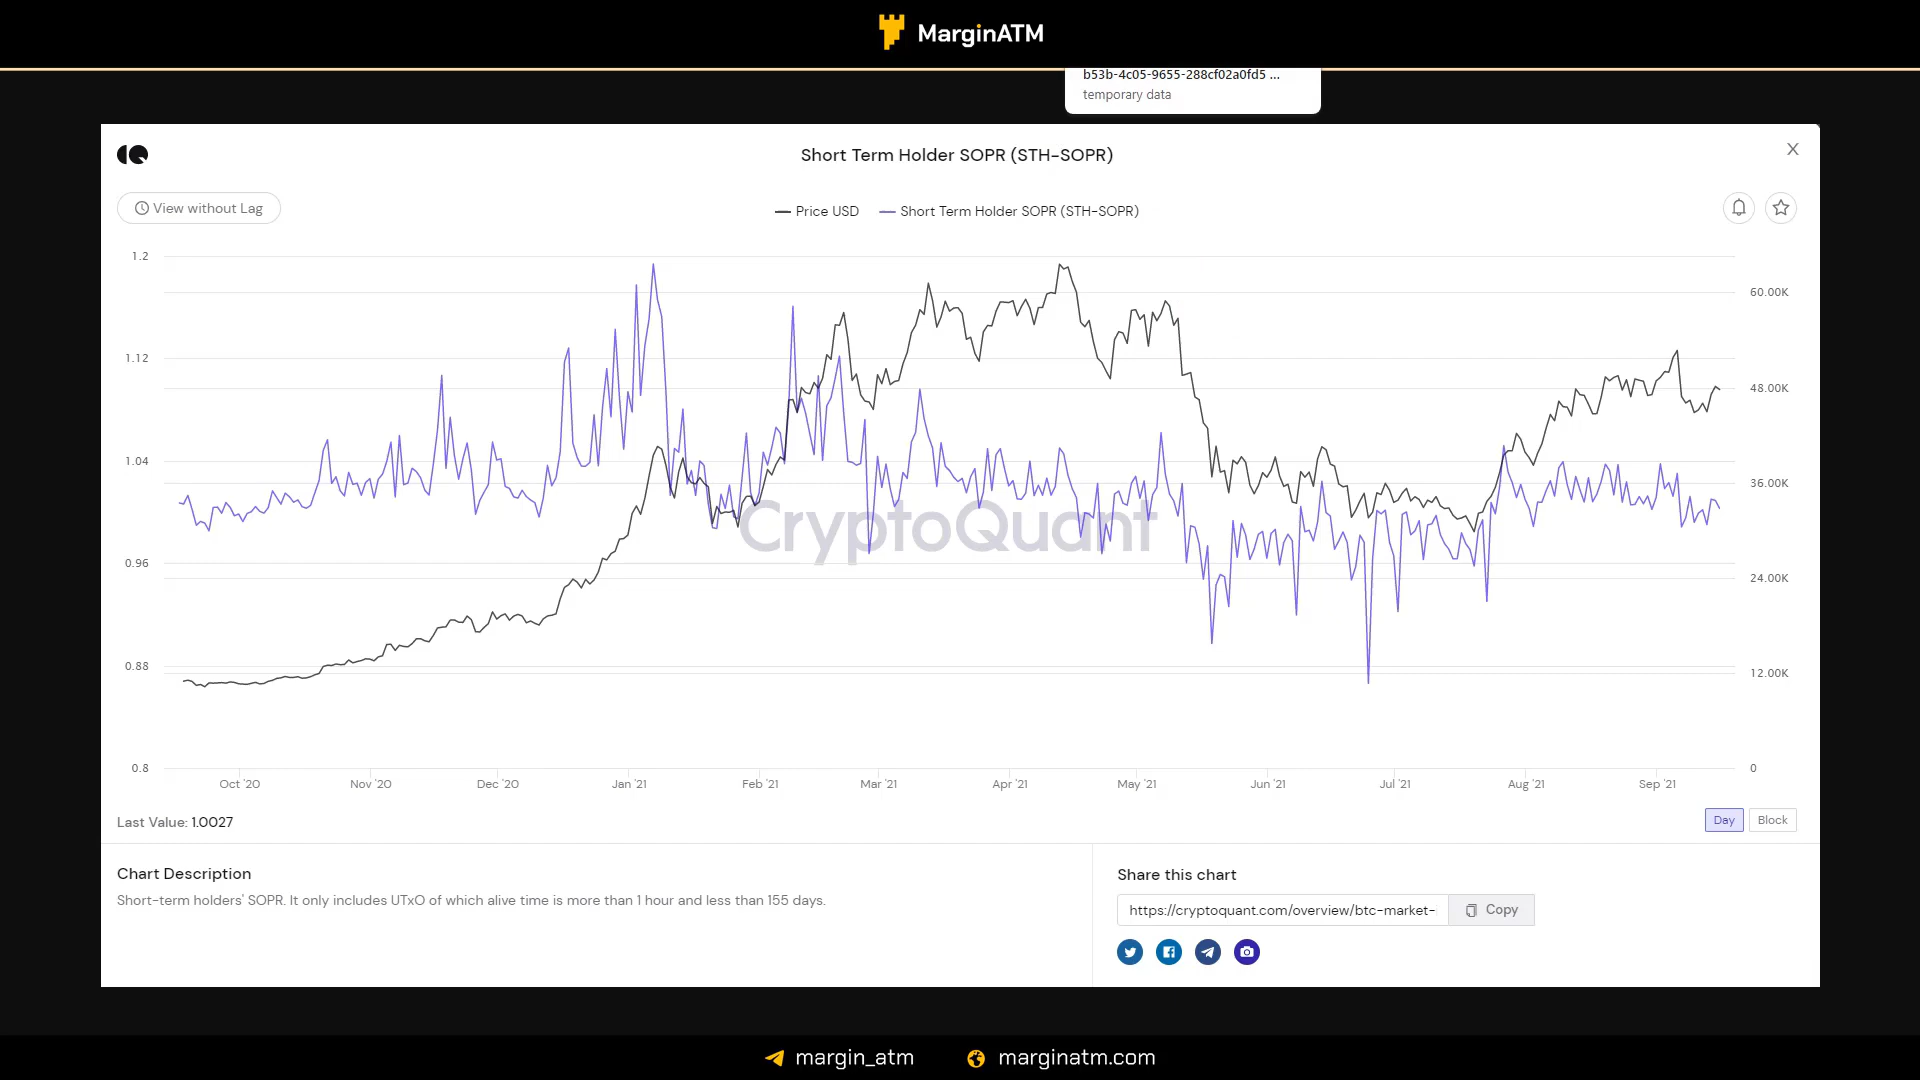 MarginATM
b53b-4c05-9655-288cf02a0fd5 ...
temporary data
Short Term Holder SOPR (STH-SOPR)
X
View without Lag
Price USD
Short Term Holder SOPR (STH-SOPR)
1.2
60.00K
1.12
48.00K
1.04
36.00K
CryptoQuant
0.96
24.00K
0.88
12.00K
0.8
0
Oct '20
Nov '20
Dec '20
Jan '21
Feb '21
Mar '21
Apr '21
May '21
Jun '21
Jul '21
Aug '21
Sep '21
Last Value: 1.0027
Day
Block
Chart Description
Short-term holders' SOPR. It only includes UTxO of which alive time is more than 1 hour and less than 155 days.
Share this chart
https://cryptoquant.com/overview/btc-market-
Copy
margin_atm
marginatm.com